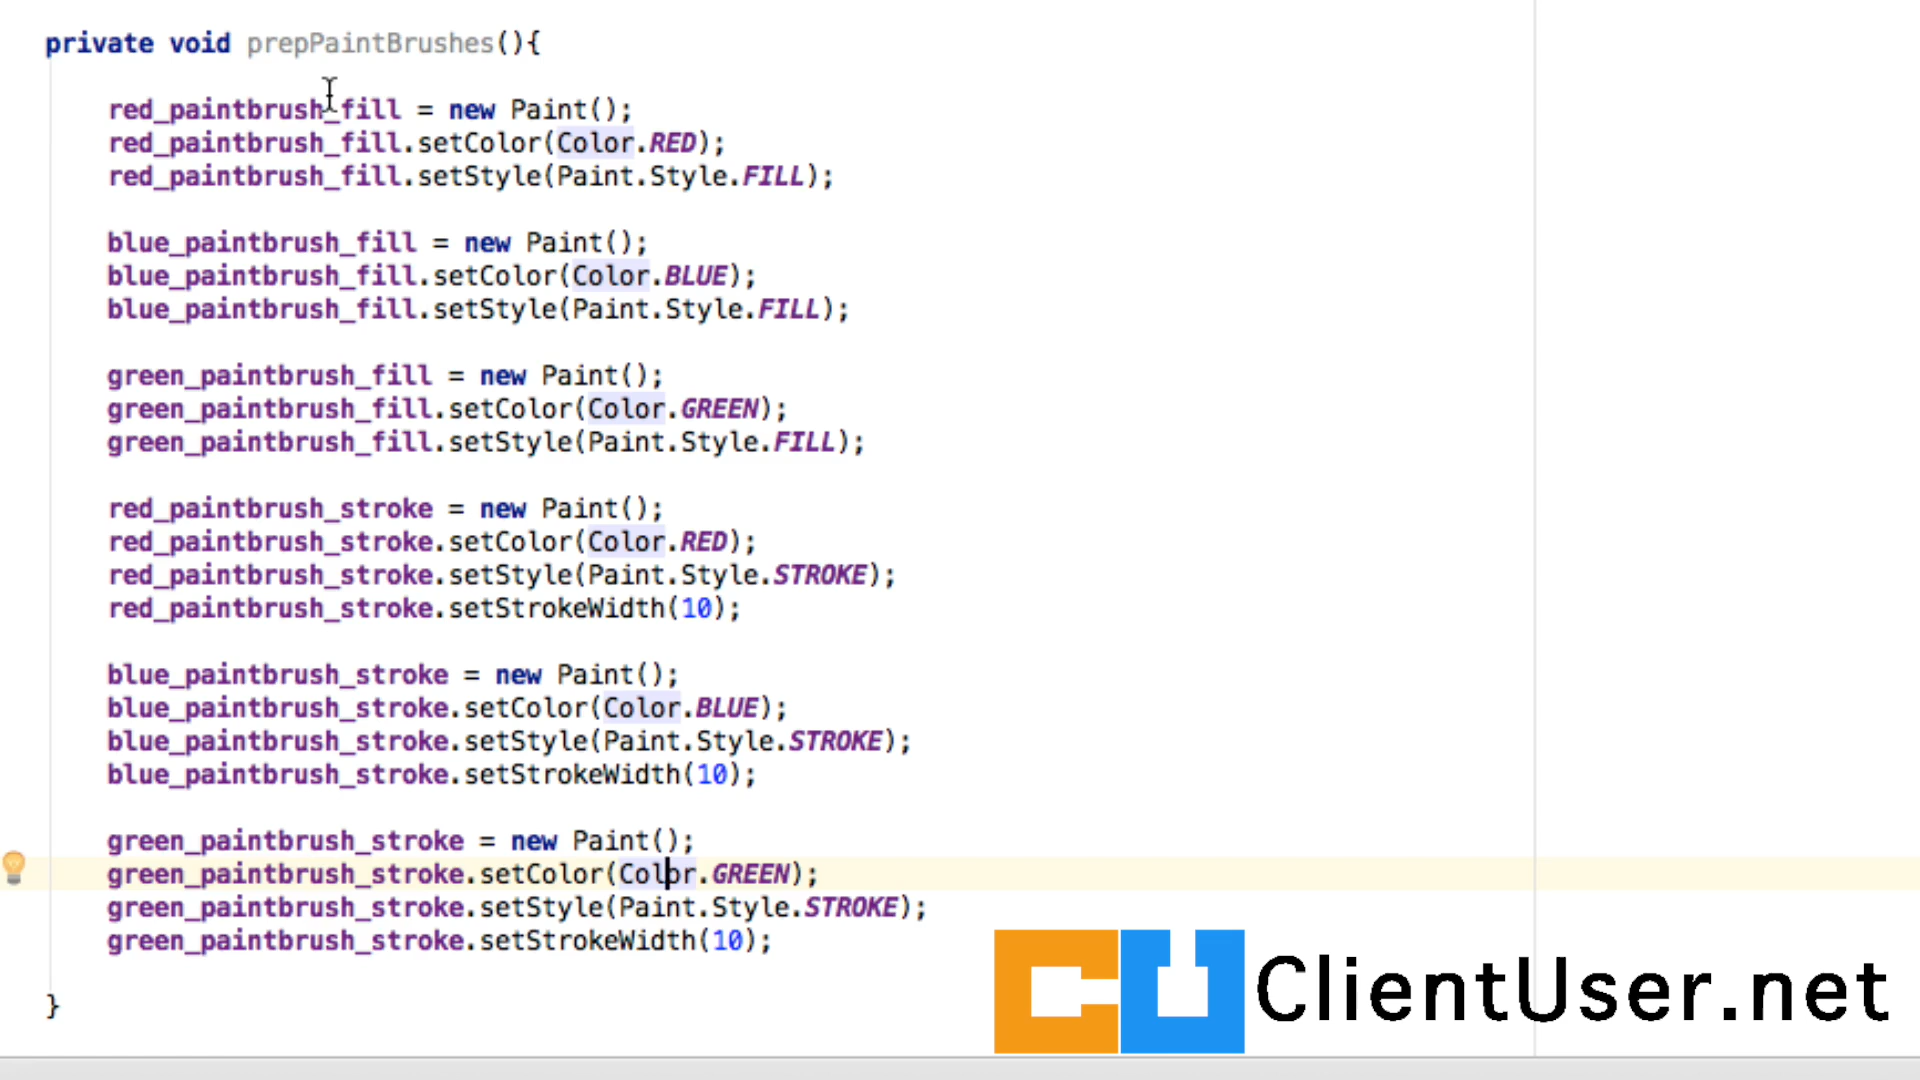 private void prepPaintBrushes(){
red_paintbrush_fill = new Paint();
red_paintbrush_fill.setColor(Color.RED);
red_paintbrush_fill.setStyle(Paint.Style.FILL);
blue_paintbrush_fill = new Paint();
blue_paintbrush_fill.setColor(Color.BLUE);
blue_paintbrush_fill.setStyle(Paint.Style.FILL);
green_paintbrush_fill = new Paint();
green_paintbrush_fill.setColor(Color.GREEN);
green_paintbrush_fill.setStyle(Paint.Style.FILL);
red_paintbrush_stroke = new Paint();
red_paintbrush_stroke.setColor(Color.RED);
red_paintbrush_stroke.setStyle(Paint.Style.STROKE);
red_paintbrush_stroke.setStrokeWidth(10);
blue_paintbrush_stroke = new Paint();
blue_paintbrush_stroke.setColor(Color.BLUE);
blue_paintbrush_stroke.setStyle(Paint.Style.STROKE);
blue_paintbrush_stroke.setStrokeWidth(10);
green_paintbrush_stroke = new Paint();
green_paintbrush_stroke.setColor(Color.GREEN);
green_paintbrush_stroke.setStyle(Paint.Style.STROKE);
green_paintbrush_stroke.setStrokeWidth(10);
}
CU ClientUser.net